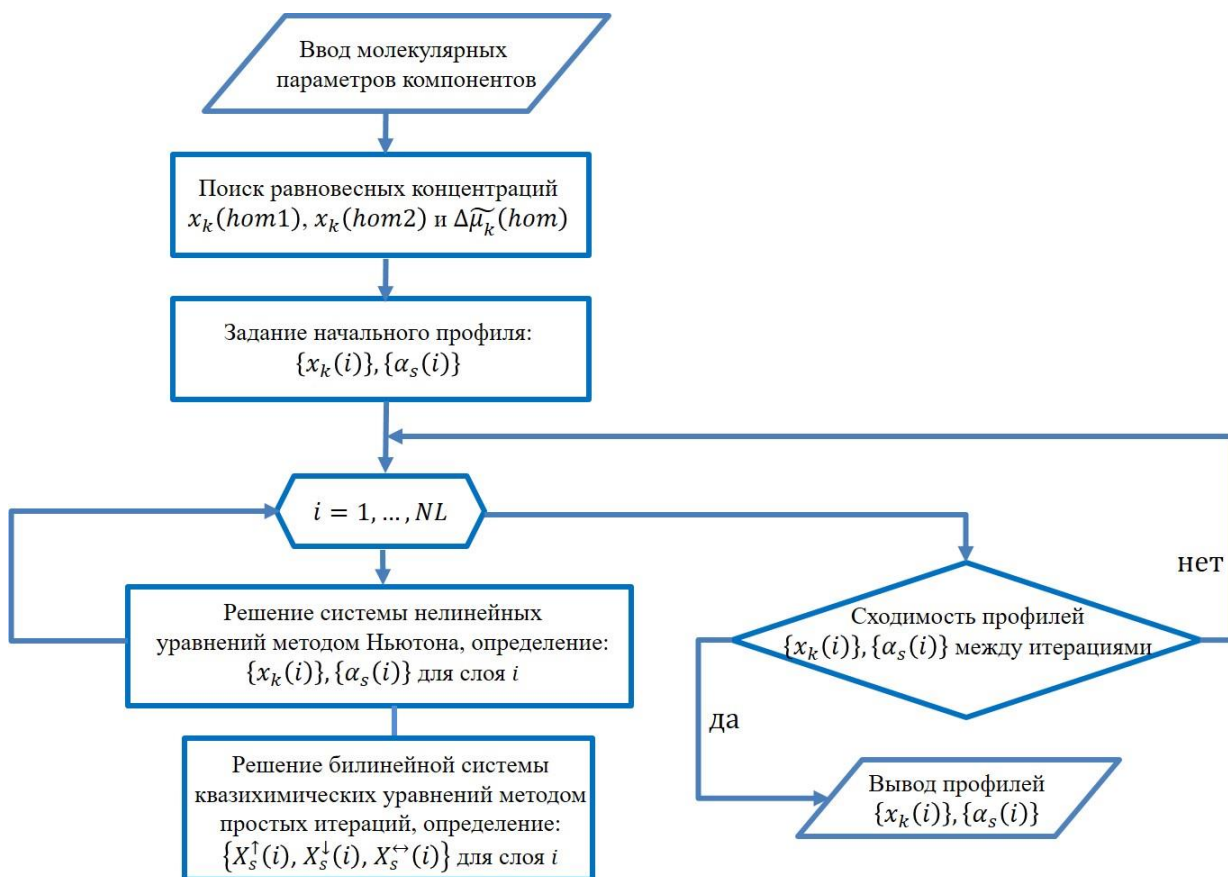 Ввод молекулярных
параметров компонентов
Поиск равновесных концентраций
x_k(hom1), x_k(hom2) и Δμ̃_k(hom)
Задание начального профиля:
{x_k(i)}, {α_s(i)}
i = 1, …, NL
Решение системы нелинейных
уравнений методом Ньютона, определение:
{x_k(i)}, {α_s(i)} для слоя i
Решение билинейной системы
квазихимических уравнений методом
простых итераций, определение:
{X_s^↑(i), X_s^↓(i), X_s^↔(i)} для слоя i
Сходимость профилей
{x_k(i)}, {α_s(i)} между итерациями
нет
да
Вывод профилей
{x_k(i)}, {α_s(i)}